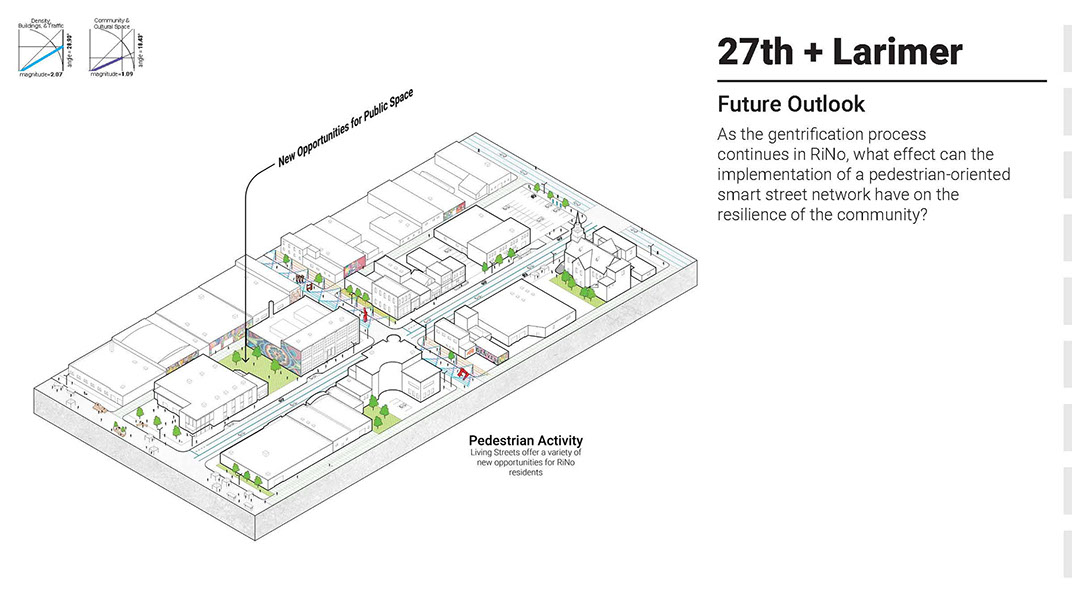 Density,
Buildings, & Traffic
angle = 28.93°
magnitude=2.07
Community &
Cultural Space
angle = 18.43°
magnitude=1.09
New Opportunities for Public Space
27th + Larimer
Future Outlook
As the gentrification process
continues in RiNo, what effect can the
implementation of a pedestrian-oriented
smart street network have on the
resilience of the community?
Pedestrian Activity
Living Streets offer a variety of
new opportunities for RiNo
residents